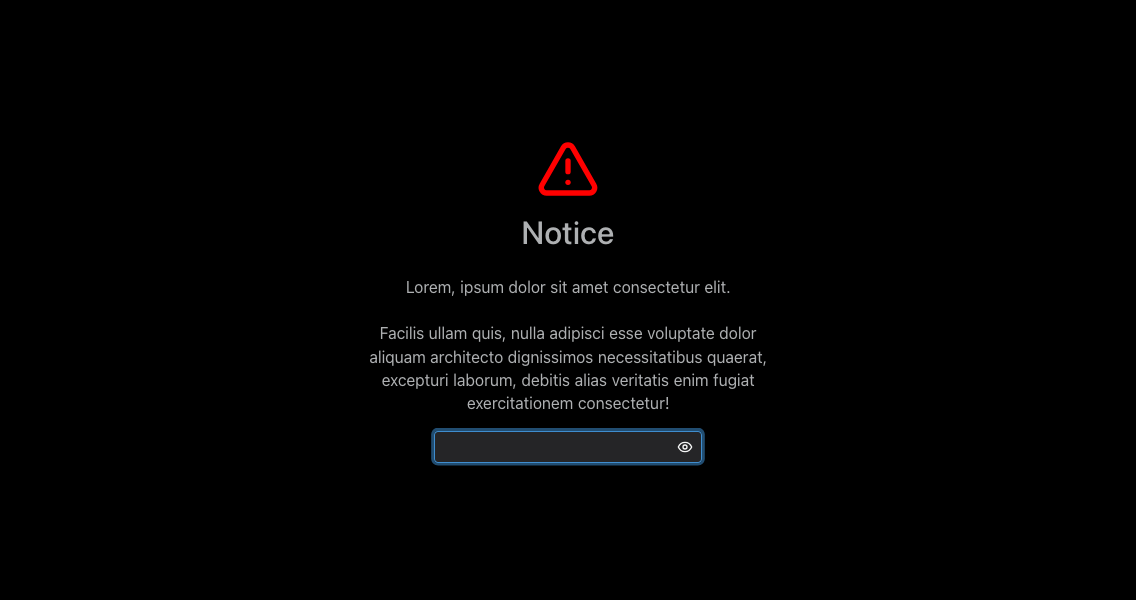 Notice
Lorem, ipsum dolor sit amet consectetur elit.
Facilis ullam quis, nulla adipisci esse voluptate dolor
aliquam architecto dignissimos necessitatibus quaerat,
excepturi laborum, debitis alias veritatis enim fugiat
exercitationem consectetur!